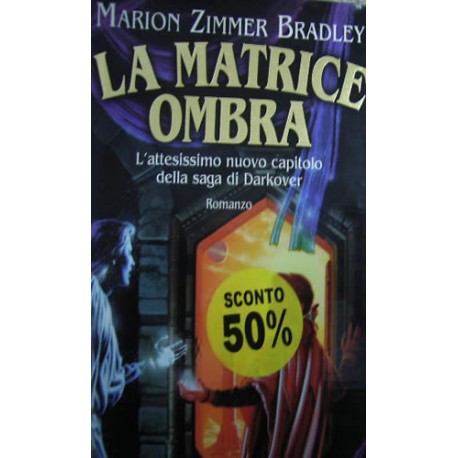 MARION ZIMMER BRADLEY
LA MATRICE
OMBRA
L'attesissimo nuovo capitolo
della saga di Darkover
Romanzo
SCONTO
50%